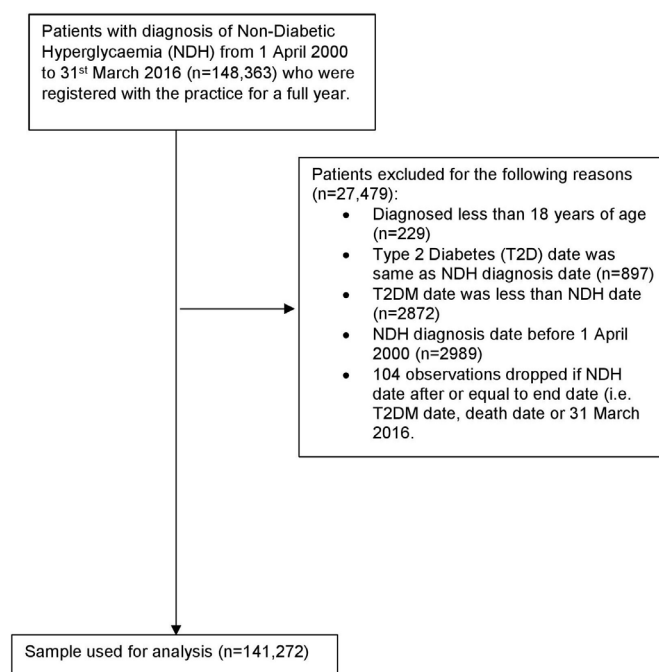 Patients with diagnosis of Non-Diabetic
Hyperglycaemia (NDH) from 1 April 2000
to 31st March 2016 (n=148,363) who were
registered with the practice for a full year.
Patients excluded for the following reasons
(n=27,479):
• Diagnosed less than 18 years of age
(n=229)
• Type 2 Diabetes (T2D) date was
same as NDH diagnosis date (n=897)
• T2DM date was less than NDH date
(n=2872)
• NDH diagnosis date before 1 April
2000 (n=2989)
• 104 observations dropped if NDH
date after or equal to end date (i.e.
T2DM date, death date or 31 March
2016.
Sample used for analysis (n=141,272)